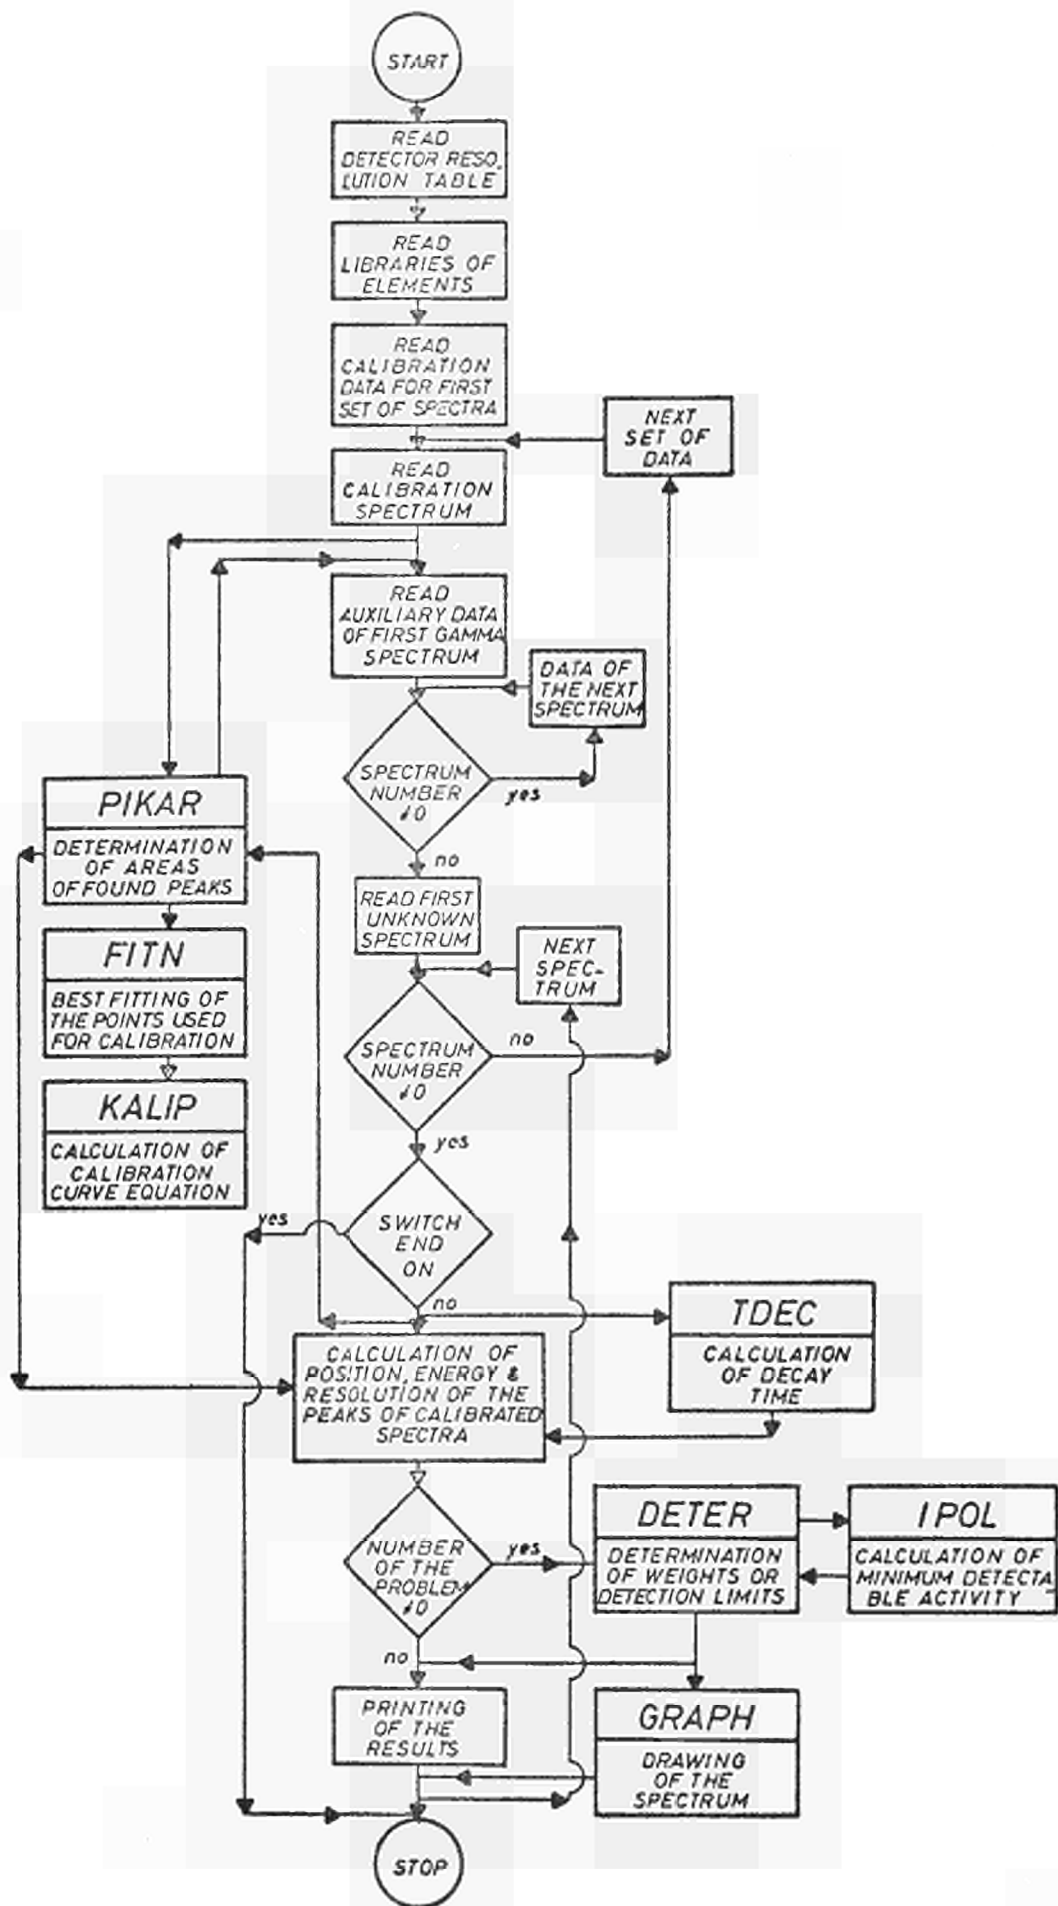 START
READ
DETECTOR RESO.
LUTION TABLE
READ
LIBRARIES OF
ELEMENTS
READ
CALIBRATION
DATA FOR FIRST
SET OF SPECTRA
NEXT
SET OF
DATA
READ
CALIBRATION
SPECTRUM
READ
AUXILIARY DATA
OF FIRST GAMMA
SPECTRUM
DATA OF
THE NEXT
SPECTRUM
SPECTRUM
NUMBER
≠0
yes
no
PIKAR
DETERMINATION
OF AREAS
OF FOUND PEAKS
READ FIRST
UNKNOWN
SPECTRUM
NEXT
SPEC-
TRUM
FITN
BEST FITTING OF
THE POINTS USED
FOR CALIBRATION
SPECTRUM
NUMBER
≠0
no
yes
KALIP
CALCULATION OF
CALIBRATION
CURVE EQUATION
SWITCH
END
ON
yes
no
TDEC
CALCULATION
OF DECAY
TIME
CALCULATION OF
POSITION, ENERGY &
RESOLUTION OF THE
PEAKS OF CALIBRATED
SPECTRA
NUMBER
OF THE
PROBLEM
≠0
yes
no
DETER
DETERMINATION
OF WEIGHTS OR
DETECTION LIMITS
IPOL
CALCULATION OF
MINIMUM DETECTA-
BLE ACTIVITY
PRINTING
OF THE
RESULTS
GRAPH
DRAWING
OF THE
SPECTRUM
STOP